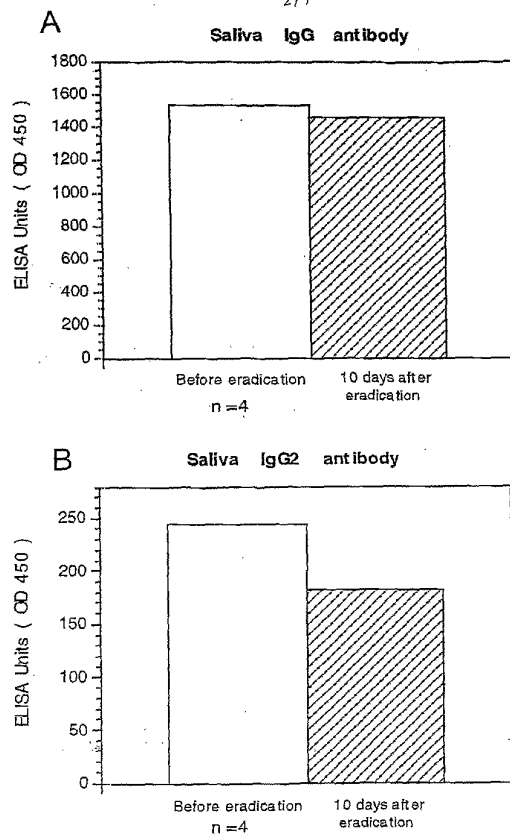 2/7
A
Saliva IgG antibody
ELISA Units ( OD 450 )
1800
1600
1400
1200
1000
800
600
400
200
0
Before eradication
10 days after
eradication
n =4
B
Saliva IgG2 antibody
ELISA Units ( OD 450 )
250
200
150
100
50
0
Before eradication
10 days after
eradication
n =4